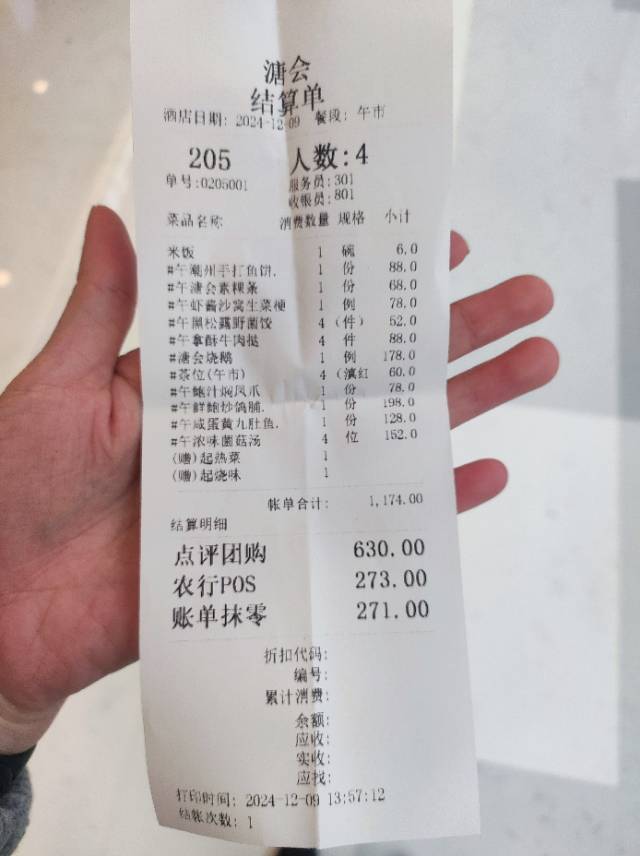 溏会
结算单
酒店日期: 2024-12-09 餐段: 午市
205 人数:4
单号:0205001 服务员:301
收银员:801
菜品名称 消费数量 规格 小计
米饭 1 碗 6.0
#午潮州手打鱼饼. 1 份 88.0
#午溏会素粿条 1 份 68.0
#午虾酱沙窝生菜梗 1 例 78.0
#午黑松露野菌饺 4 (件) 52.0
#午拿酥牛肉挞 4 件 88.0
#溏会烧鹅 1 例 178.0
#茶位(午市) 4 (滇红 60.0
#午鲍汁焖凤爪 1 份 78.0
#午鲜鲍炒鸽脯. 1 份 198.0
#午咸蛋黄九肚鱼. 1 份 128.0
#午浓味菌菇汤 4 位 152.0
(赠)起热菜 1
(赠)起烧味 1
帐单合计: 1,174.00
结算明细
点评团购 630.00
农行POS 273.00
账单抹零 271.00
折扣代码:
编号:
累计消费:
余额:
应收:
实收:
应找:
打印时间: 2024-12-09 13:57:12
结帐次数: 1